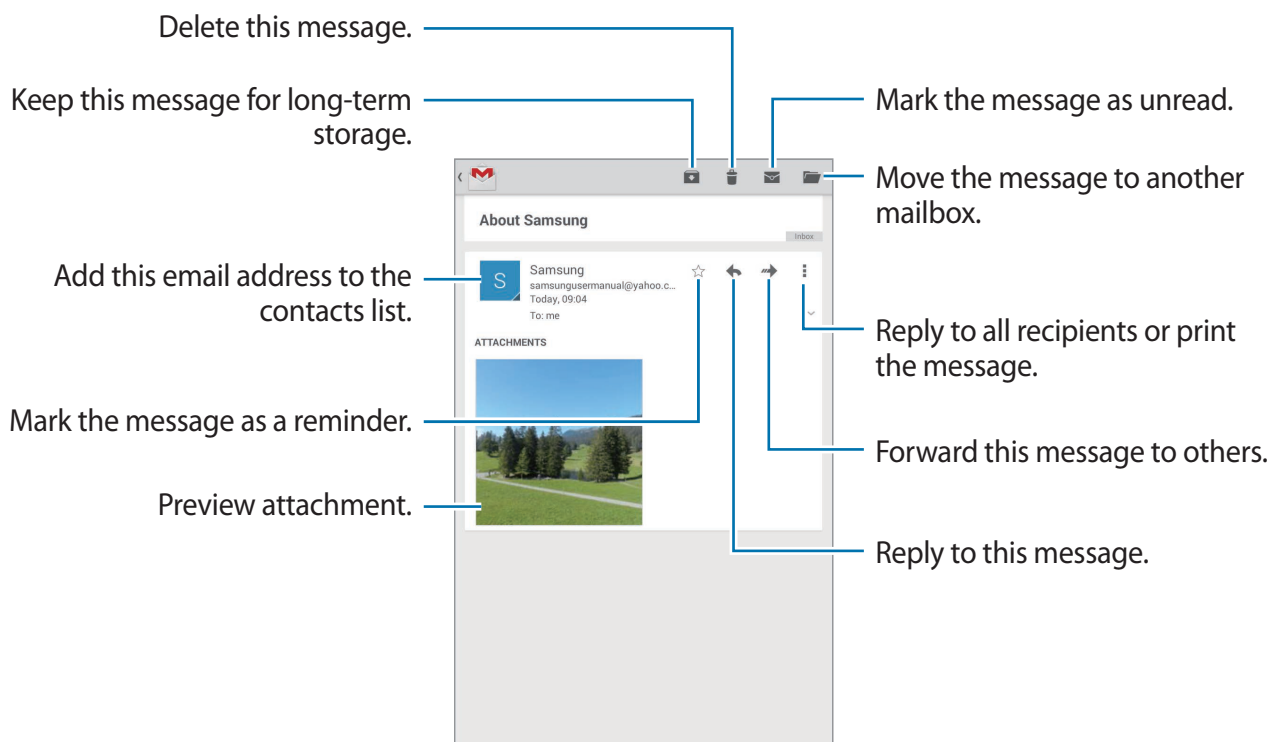 Delete this message.
Keep this message for long-term
storage.
Mark the message as unread.
Move the message to another
mailbox.
About Samsung
Inbox
Add this email address to the
contacts list.
S
Samsung
samsungusermanual@yahoo.c...
Today, 09:04
To: me
Reply to all recipients or print
the message.
ATTACHMENTS
Mark the message as a reminder.
Forward this message to others.
Preview attachment.
Reply to this message.